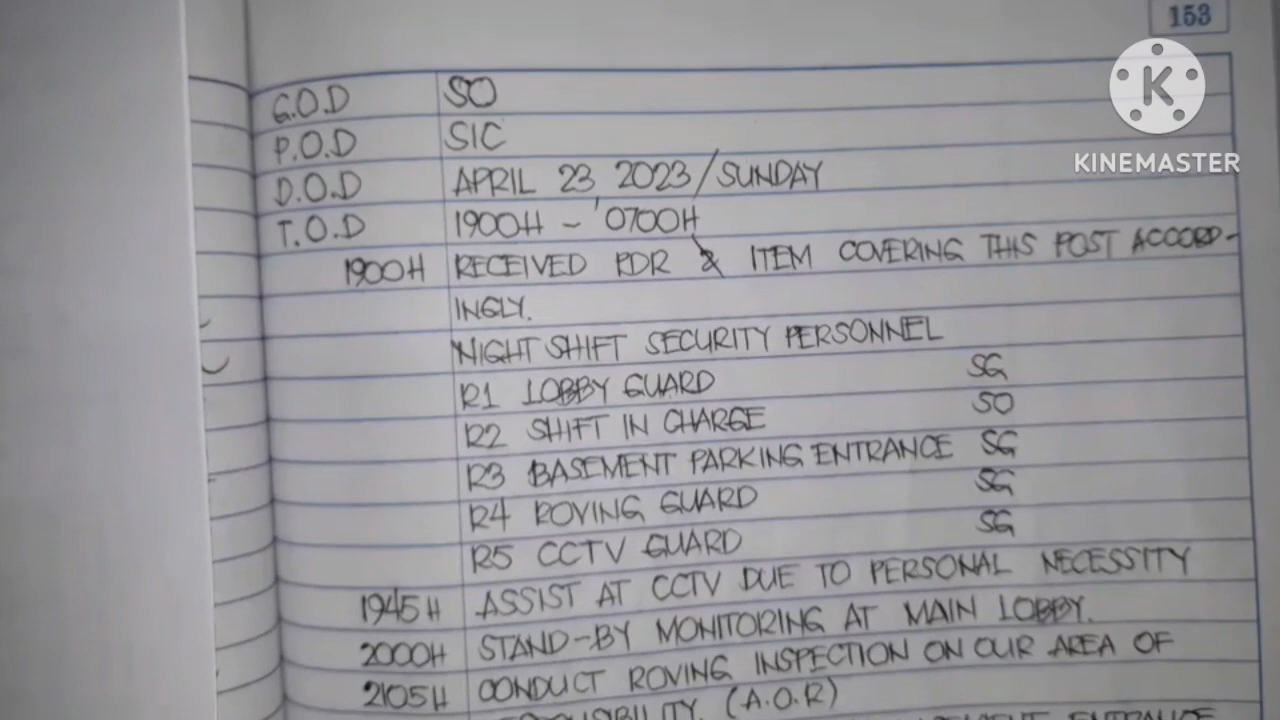 153
KINEMASTER
G.O.D SO
P.O.D SIC
D.O.D APRIL 23 2023/SUNDAY
T.O.D 1900H - 0700H
1900H RECEIVED PDR & ITEM COVERING THIS POST ACCORD-
INGLY.
NIGHT SHIFT SECURITY PERSONNEL
R1 LOBBY GUARD SG
R2 SHIFT IN CHARGE SO
R3 BASEMENT PARKING ENTRANCE SG
R4 ROVING GUARD SG
R5 CCTV GUARD SG
1945H ASSIST AT CCTV DUE TO PERSONAL NECESSITY
2000H STAND-BY MONITORING AT MAIN LOBBY.
2105H CONDUCT ROVING INSPECTION ON OUR AREA OF
(A.O.R)
ENTRANCE